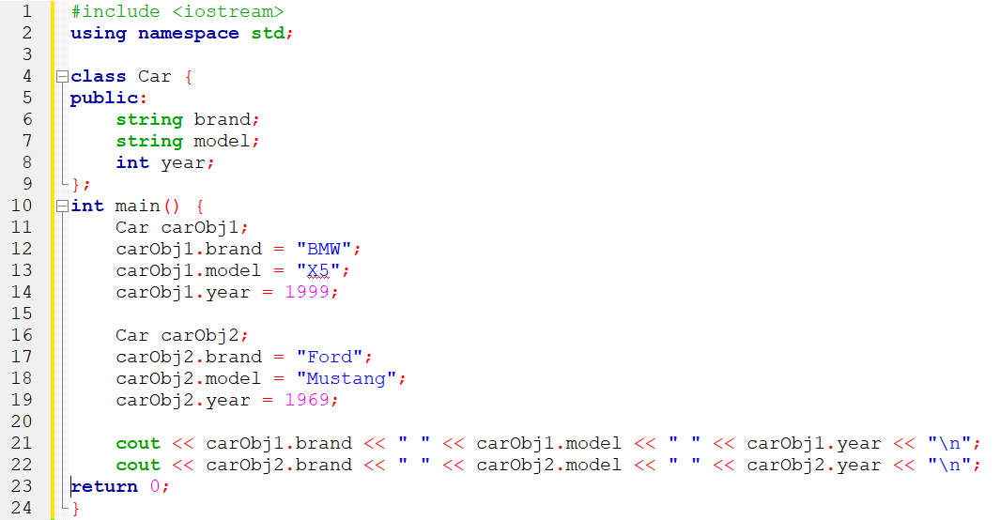 1 #include <iostream>
2 using namespace std;
3
4 class Car {
5 public:
6     string brand;
7     string model;
8     int year;
9 };
10 int main() {
11     Car carObj1;
12     carObj1.brand = "BMW";
13     carObj1.model = "X5";
14     carObj1.year = 1999;
15
16     Car carObj2;
17     carObj2.brand = "Ford";
18     carObj2.model = "Mustang";
19     carObj2.year = 1969;
20
21     cout << carObj1.brand << " " << carObj1.model << " " << carObj1.year << "\n";
22     cout << carObj2.brand << " " << carObj2.model << " " << carObj2.year << "\n";
23 return 0;
24 }